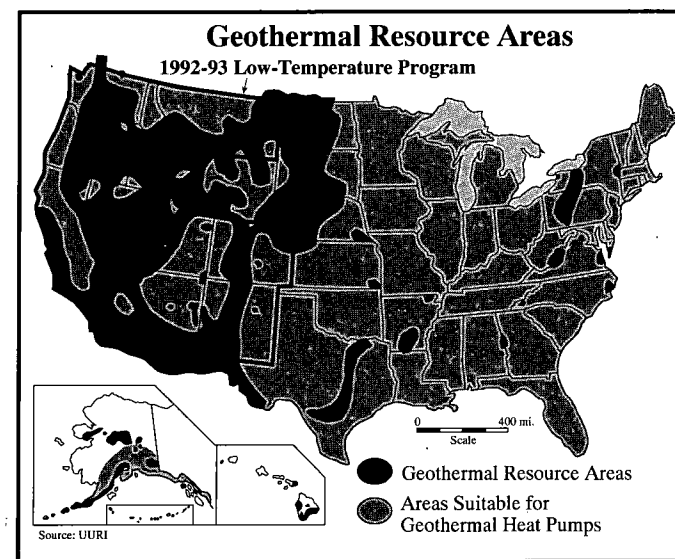 Geothermal Resource Areas
1992-93 Low-Temperature Program
0 400 mi.
Scale
Geothermal Resource Areas
Areas Suitable for
Geothermal Heat Pumps
Source: UURI